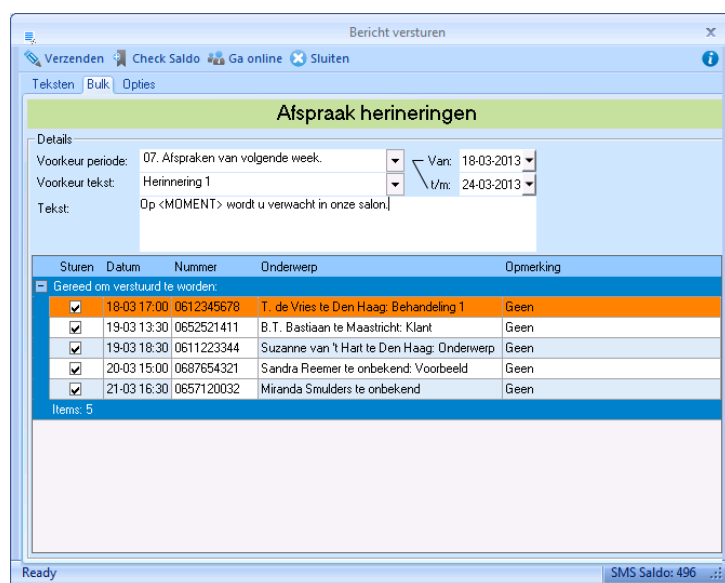 Bericht versturen
Verzenden Check Saldo Ga online Sluiten
Teksten Bulk Opties
Afspraak herineringen
Details
Voorkeur periode: 07. Afspraken van volgende week. Van: 18-03-2013
Voorkeur tekst: Herinnering 1 t/m: 24-03-2013
Tekst: Op <MOMENT> wordt u verwacht in onze salon.
Sturen Datum Nummer Onderwerp Opmerking
Gereed om verstuurd te worden:
18-03 17:00 0612345678 T. de Vries te Den Haag: Behandeling 1 Geen
19-03 13:30 0652521411 B.T. Bastiaan te Maastricht: Klant Geen
19-03 18:30 0611223344 Suzanne van 't Hart te Den Haag: Onderwerp Geen
20-03 15:00 0687654321 Sandra Reemer te onbekend: Voorbeeld Geen
21-03 16:30 0657120032 Miranda Smulders te onbekend Geen
Items: 5
Ready SMS Saldo: 496